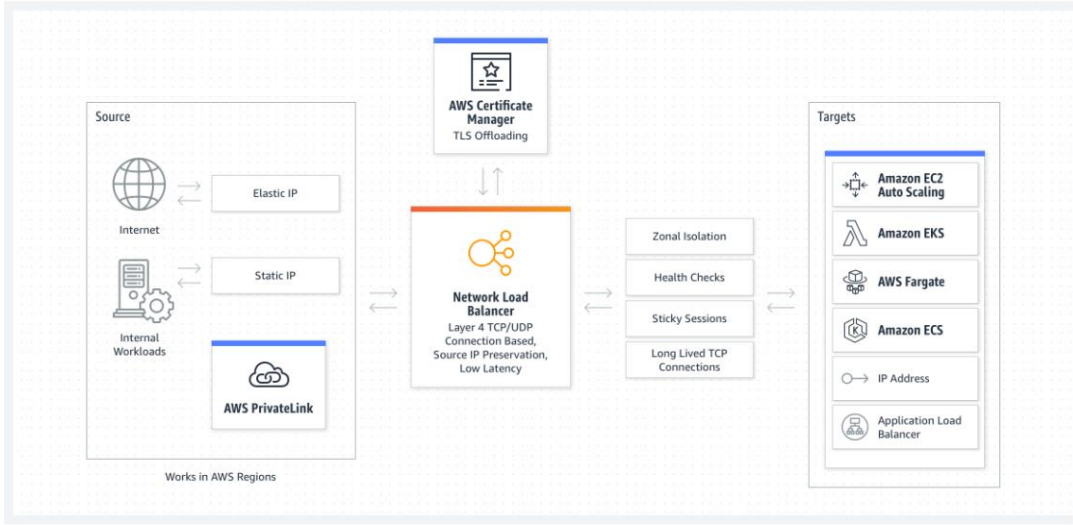 AWS Certificate
Manager
TLS Offloading
Source
Internet
Elastic IP
Static IP
Internal
Workloads
AWS PrivateLink
Works in AWS Regions
Network Load
Balancer
Layer 4 TCP/UDP
Connection Based,
Source IP Preservation,
Low Latency
Zonal Isolation
Health Checks
Sticky Sessions
Long Lived TCP
Connections
Targets
Amazon EC2
Auto Scaling
Amazon EKS
AWS Fargate
Amazon ECS
IP Address
Application Load
Balancer